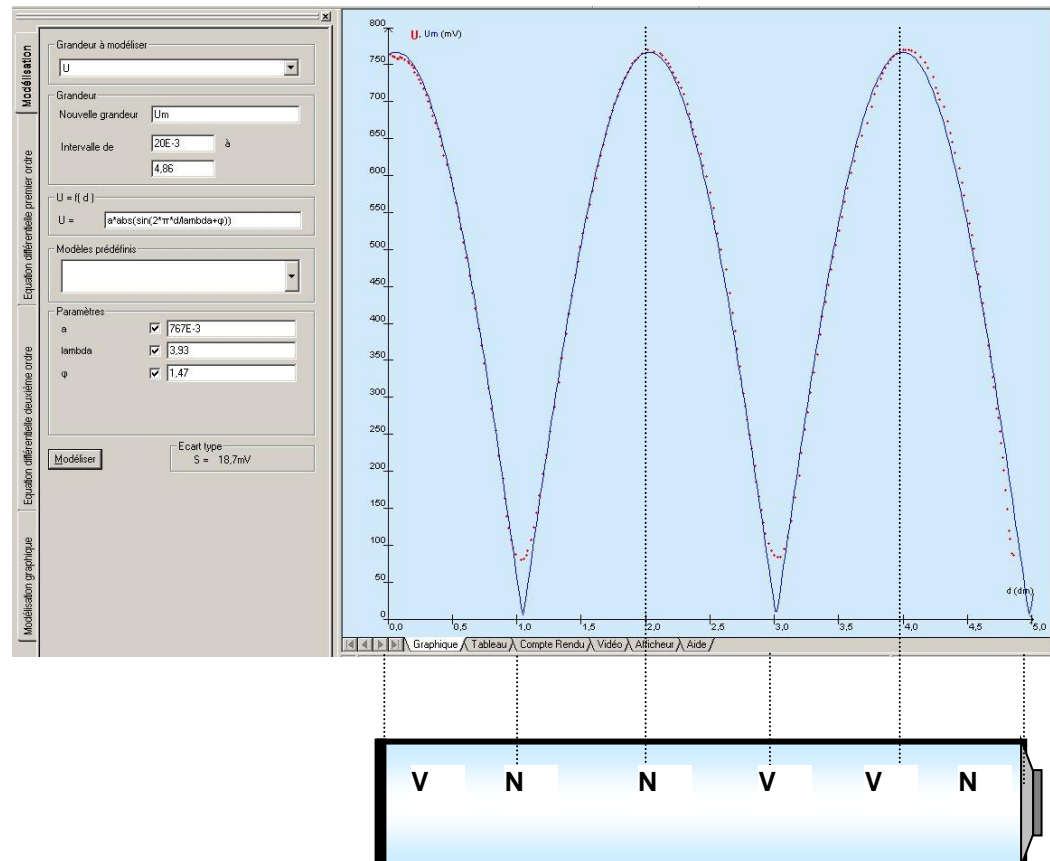 Modélisation
Equation différentielle premier ordre
Equation différentielle deuxième ordre
Modélisation graphique
Grandeur à modéliser
U
Grandeur
Nouvelle grandeur Um
Intervalle de 20E-3 à
4,86
U = f( d )
U = a*abs(sin(2*π*d/lambda+φ))
Modèles prédéfinis
Paramètres
a 767E-3
lambda 3,93
φ 1,47
Modéliser
Ecart type
S = 18,7mV
U, Um (mV)
800
750
700
650
600
550
500
450
400
350
300
250
200
150
100
50
0
d (dm)
0,0 0,5 1,0 1,5 2,0 2,5 3,0 3,5 4,0 4,5 5,0
Graphique Tableau Compte Rendu Vidéo Afficheur Aide
V N N V V N